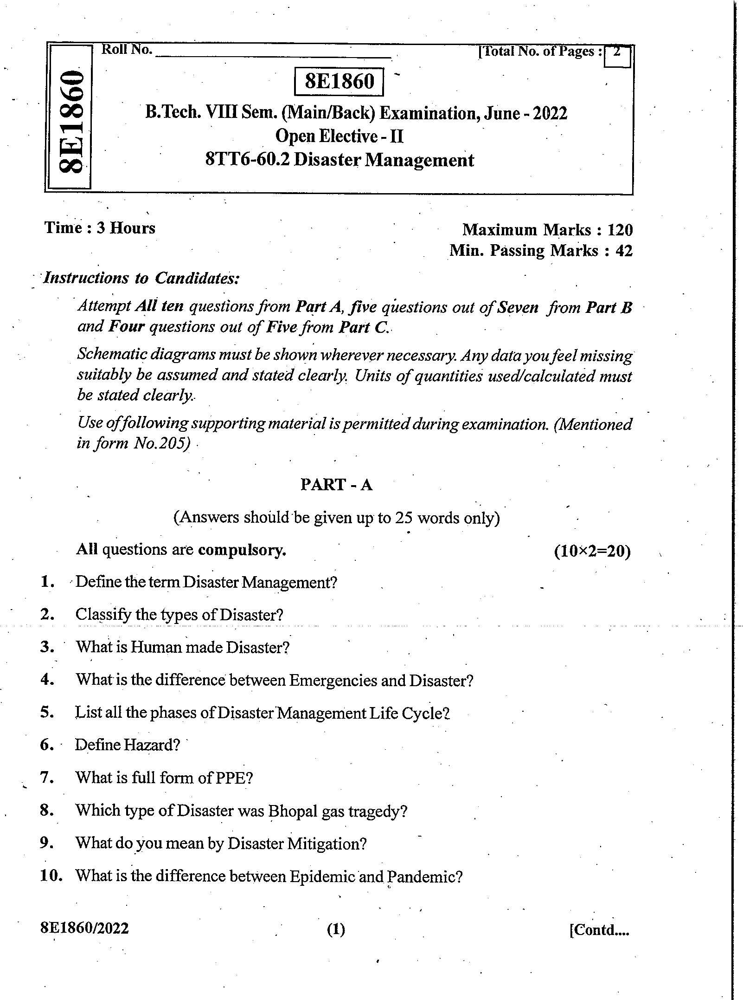 Roll No. ____________ [Total No. of Pages : 2
8E1860
8E1860
B.Tech. VIII Sem. (Main/Back) Examination, June - 2022
Open Elective - II
8TT6-60.2 Disaster Management
Time : 3 Hours Maximum Marks : 120
Min. Passing Marks : 42
Instructions to Candidates:
Attempt All ten questions from Part A, five questions out of Seven from Part B
and Four questions out of Five from Part C.
Schematic diagrams must be shown wherever necessary. Any data you feel missing
suitably be assumed and stated clearly. Units of quantities used/calculated must
be stated clearly.
Use of following supporting material is permitted during examination. (Mentioned
in form No.205)
PART - A
(Answers should be given up to 25 words only)
All questions are compulsory. (10×2=20)
1. Define the term Disaster Management?
2. Classify the types of Disaster?
3. What is Human made Disaster?
4. What is the difference between Emergencies and Disaster?
5. List all the phases of Disaster Management Life Cycle?
6. Define Hazard?
7. What is full form of PPE?
8. Which type of Disaster was Bhopal gas tragedy?
9. What do you mean by Disaster Mitigation?
10. What is the difference between Epidemic and Pandemic?
8E1860/2022 (1) [Contd....